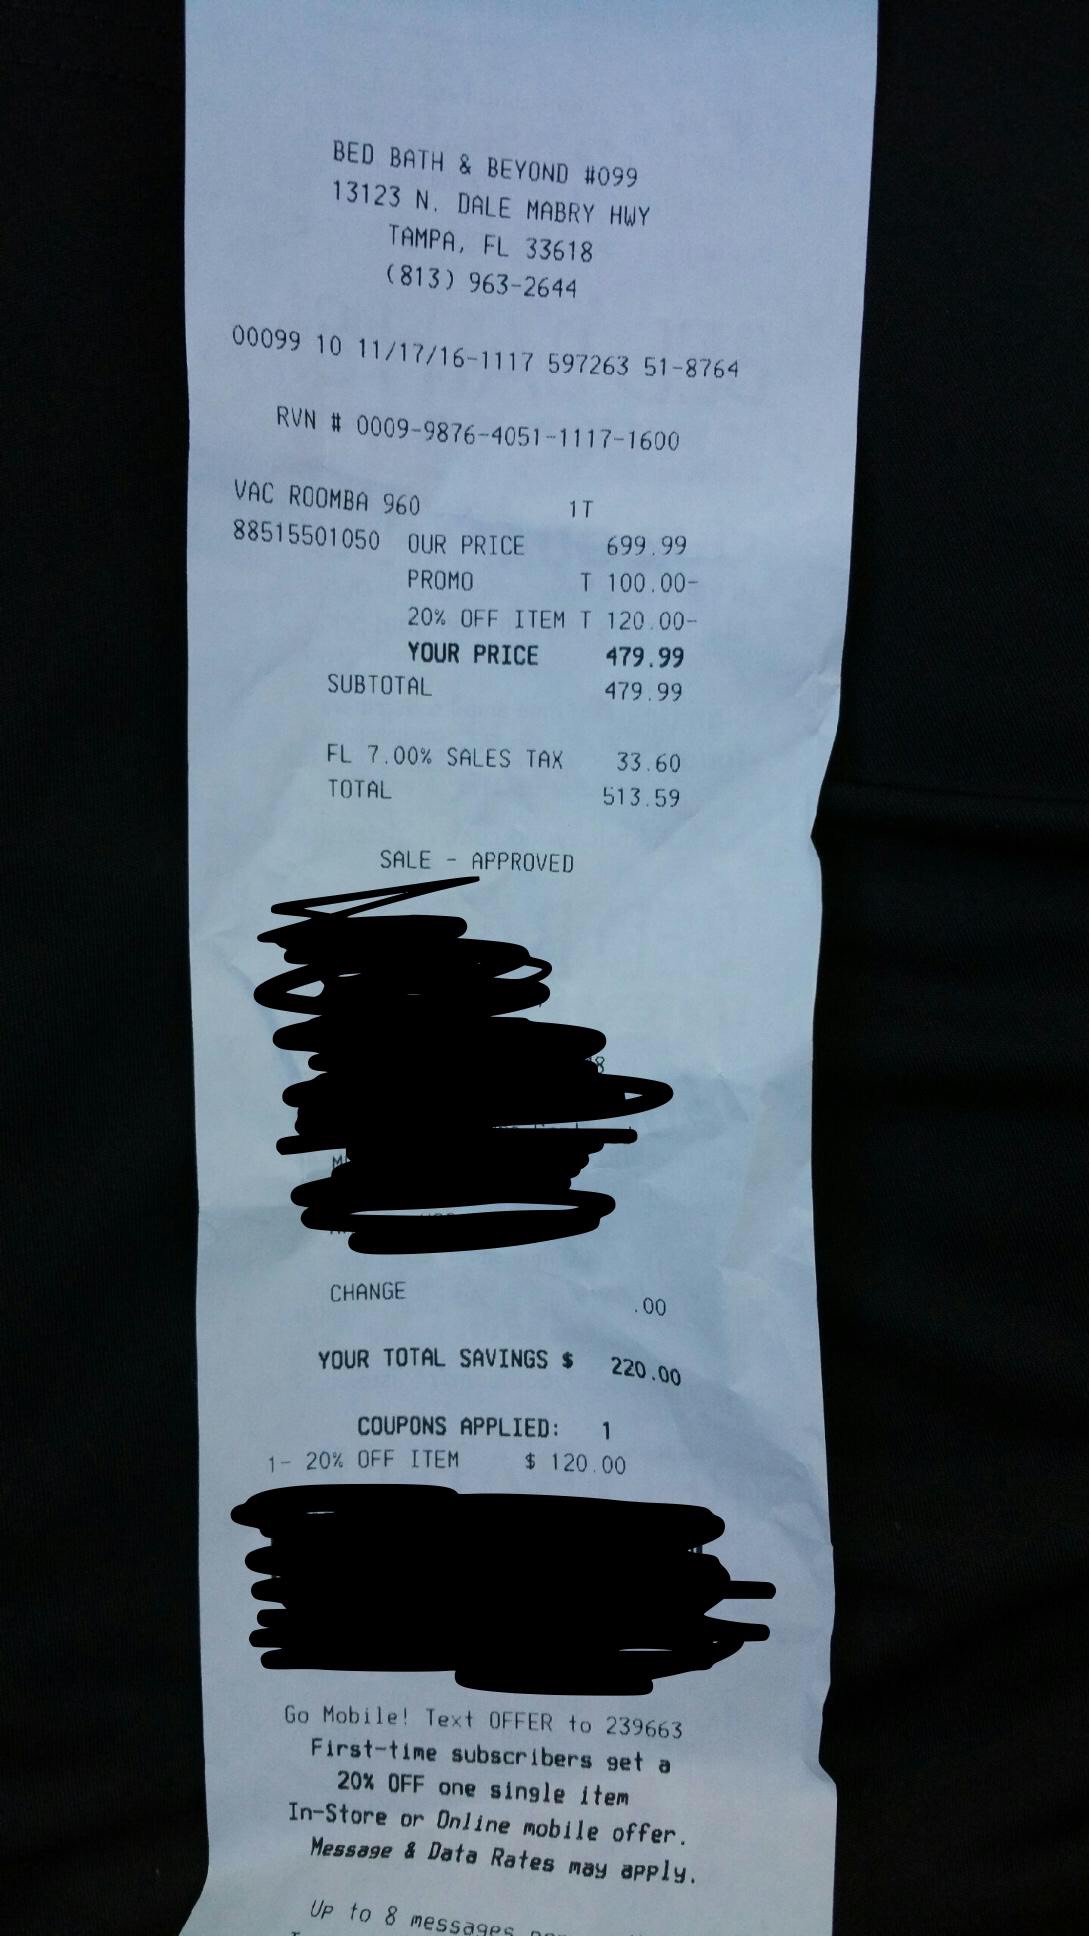 BED BATH & BEYOND #099
13123 N. DALE MABRY HWY
TAMPA, FL 33618
(813) 963-2644
00099 10 11/17/16-1117 597263 51-8764
RVN # 0009-9876-4051-1117-1600
VAC ROOMBA 960 1T
88515501050 OUR PRICE 699.99
PROMO T 100.00-
20% OFF ITEM T 120.00-
YOUR PRICE 479.99
SUBTOTAL 479.99
FL 7.00% SALES TAX 33.60
TOTAL 513.59
SALE - APPROVED
CHANGE .00
YOUR TOTAL SAVINGS $ 220.00
COUPONS APPLIED: 1
1- 20% OFF ITEM $ 120.00
Go Mobile! Text OFFER to 239663
First-time subscribers get a
20% OFF one single item
In-Store or Online mobile offer.
Message & Data Rates may apply.
Up to 8 messages